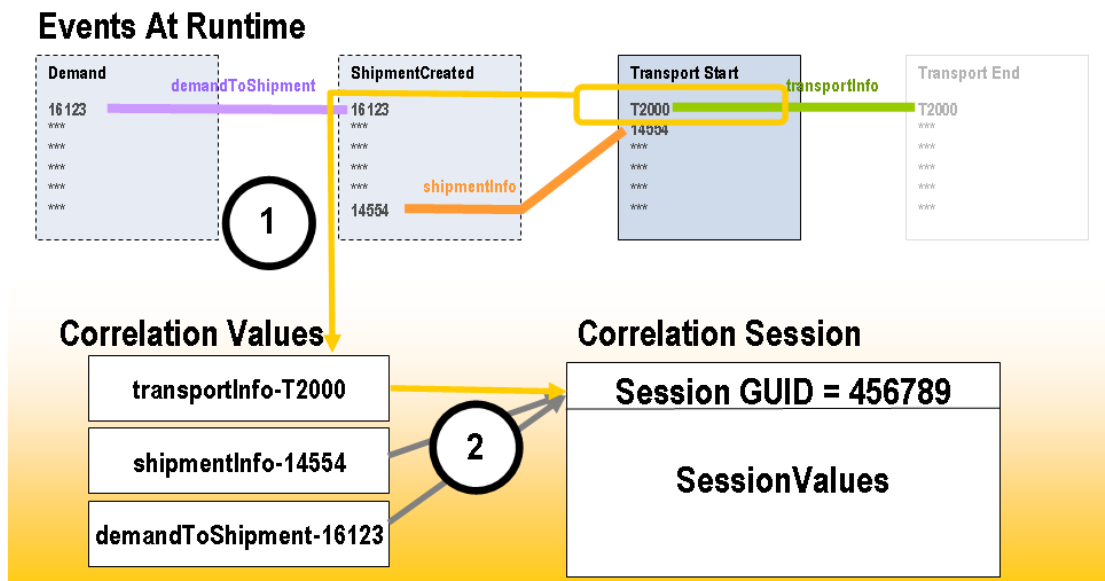 Events At Runtime
Demand
demandToShipment
16123
***
***
***
***
***
ShipmentCreated
16123
***
***
***
***
shipmentInfo
14554
Transport Start
transportInfo
T2000
14554
***
***
***
***
Transport End
T2000
***
***
***
***
***
1
Correlation Values
transportInfo-T2000
shipmentInfo-14554
demandToShipment-16123
2
Correlation Session
Session GUID = 456789
SessionValues